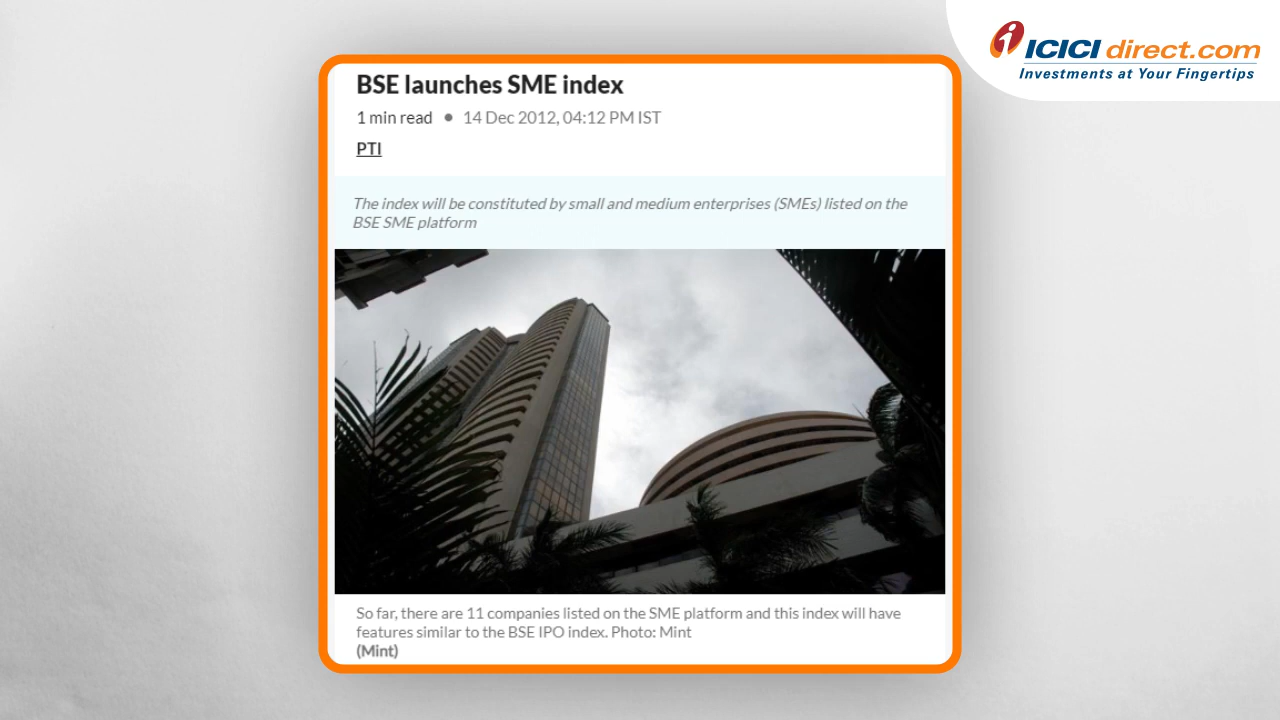 ICICI direct.com
Investments at Your Fingertips
BSE launches SME index
1 min read ● 14 Dec 2012, 04:12 PM IST
PTI
The index will be constituted by small and medium enterprises (SMEs) listed on the
BSE SME platform
So far, there are 11 companies listed on the SME platform and this index will have
features similar to the BSE IPO index. Photo: Mint
(Mint)